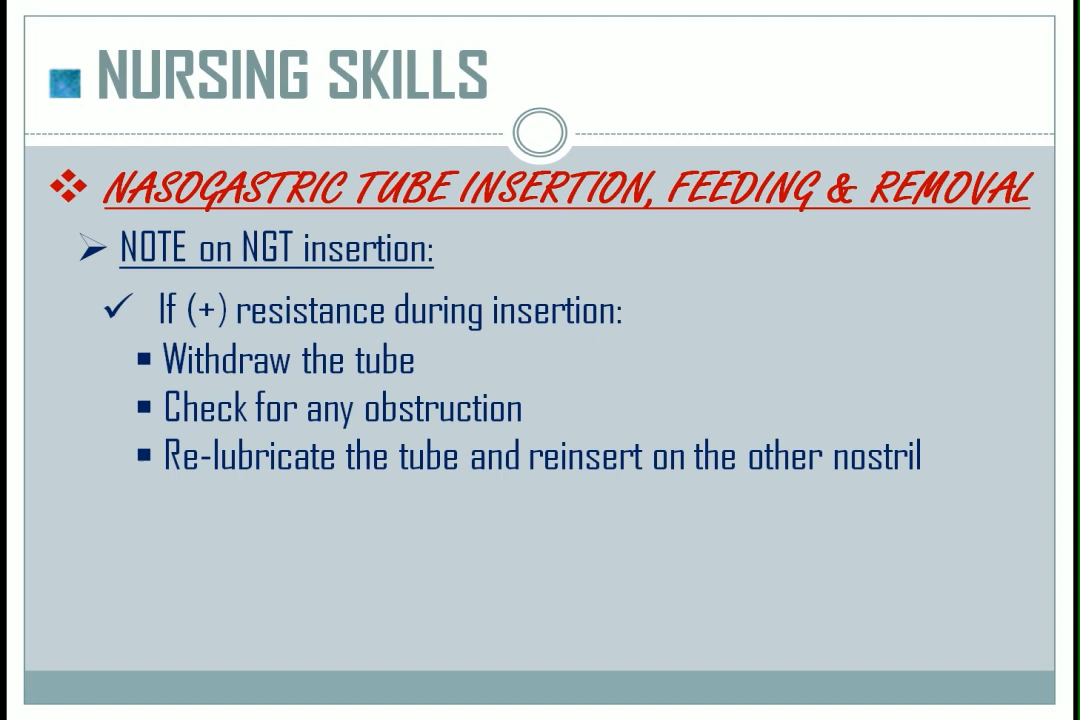 NURSING SKILLS
NASOGASTRIC TUBE INSERTION, FEEDING & REMOVAL
NOTE on NGT insertion:
If (+) resistance during insertion:
Withdraw the tube
Check for any obstruction
Re-lubricate the tube and reinsert on the other nostril